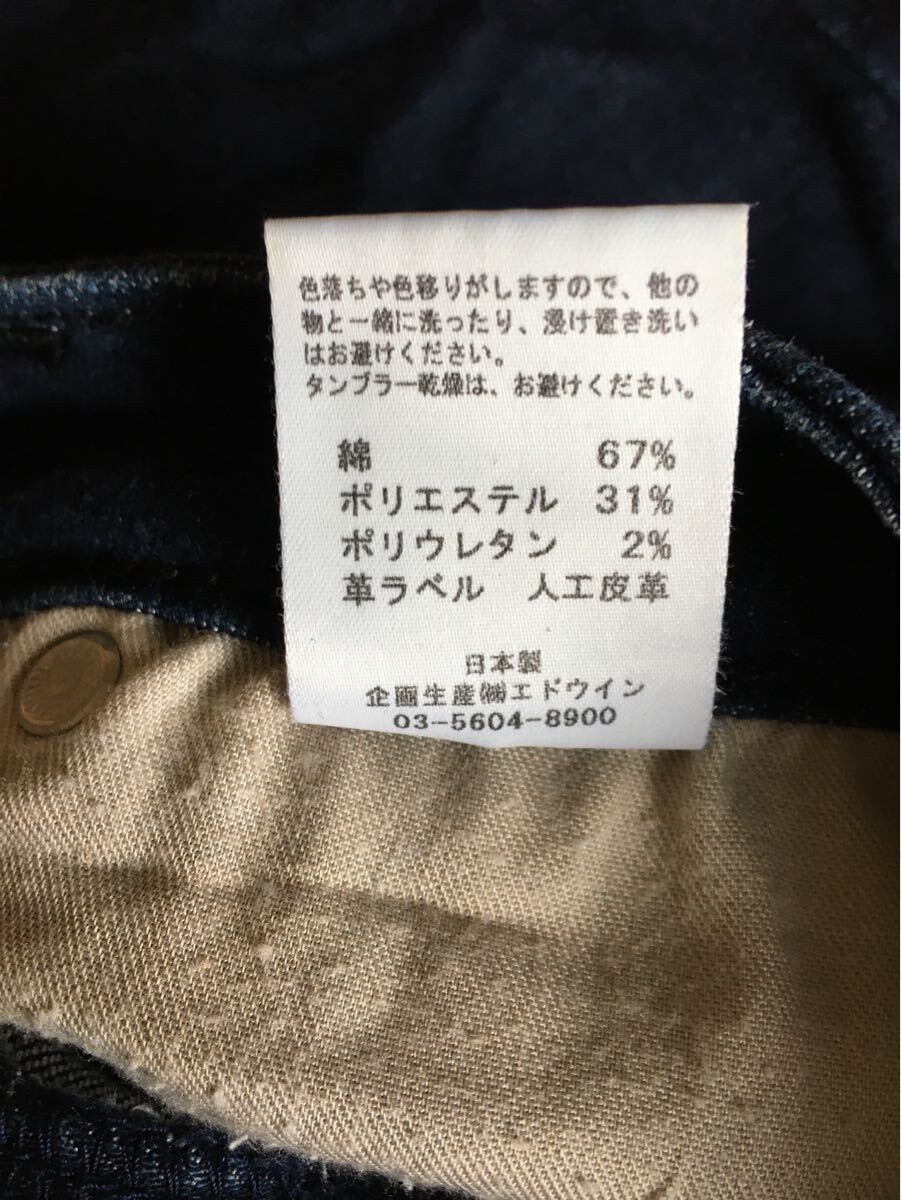 色落ちや色移りがしますので、他の
物と一緒に洗ったり、浸け置き洗い
はお避けください。
タンブラー乾燥は、お避けください。
綿 67%
ポリエステル 31%
ポリウレタン 2%
革ラベル 人工皮革
日本製
企画生産㈱エドウイン
03-5604-8900